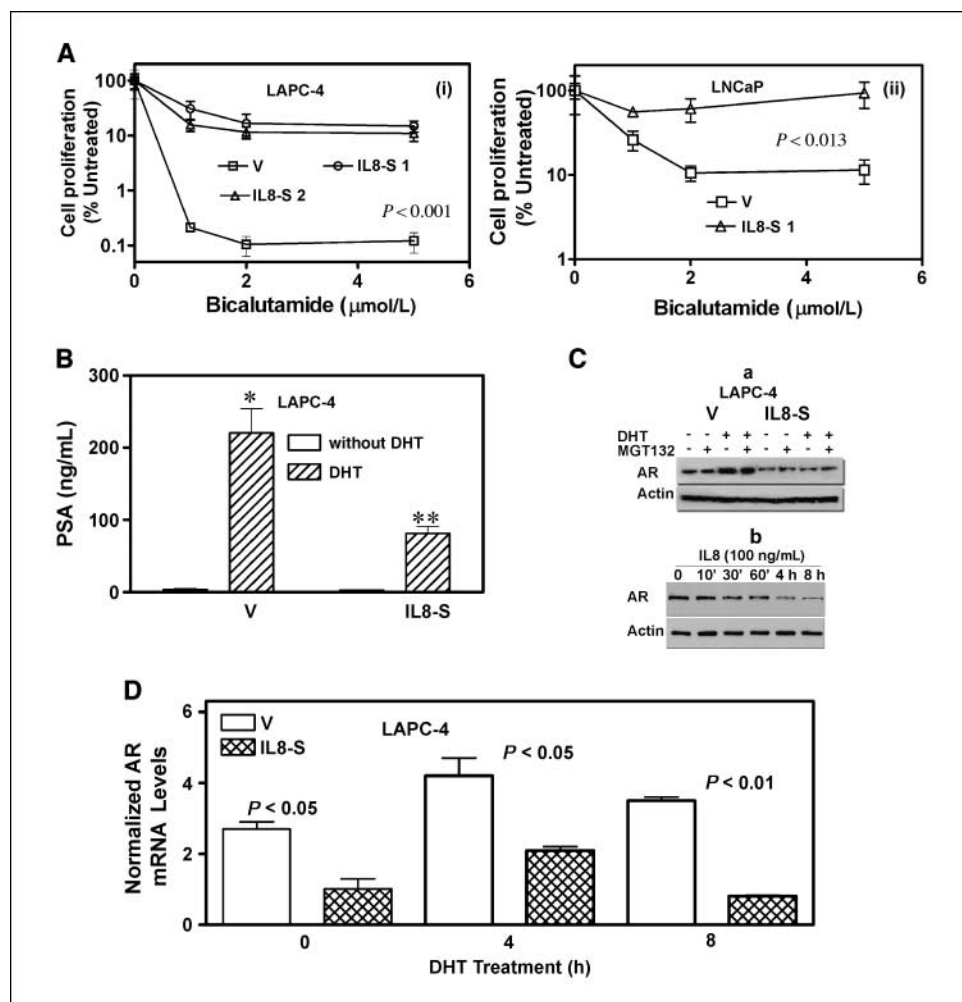 A
Cell proliferation
(% Untreated)
100
10
1
0.1
LAPC-4
(i)
V
IL8-S 1
IL8-S 2
P < 0.001
0 2 4 6
Bicalutamide (µmol/L)
Cell proliferation
(% Untreated)
100
10
1
LNCaP
(ii)
P < 0.013
V
IL8-S 1
0 2 4 6
Bicalutamide (µmol/L)
B
PSA (ng/mL)
300
200
100
0
LAPC-4
without DHT
DHT
*
**
V IL8-S
C
a
LAPC-4
V IL8-S
DHT - - + + - - + +
MGT132 - + - + - + - +
AR
Actin
b
IL8 (100 ng/mL)
0 10' 30' 60' 4 h 8 h
AR
Actin
D
Normalized AR
mRNA Levels
6
4
2
0
V
IL8-S
LAPC-4
P < 0.05
P < 0.05
P < 0.01
0 4 8
DHT Treatment (h)